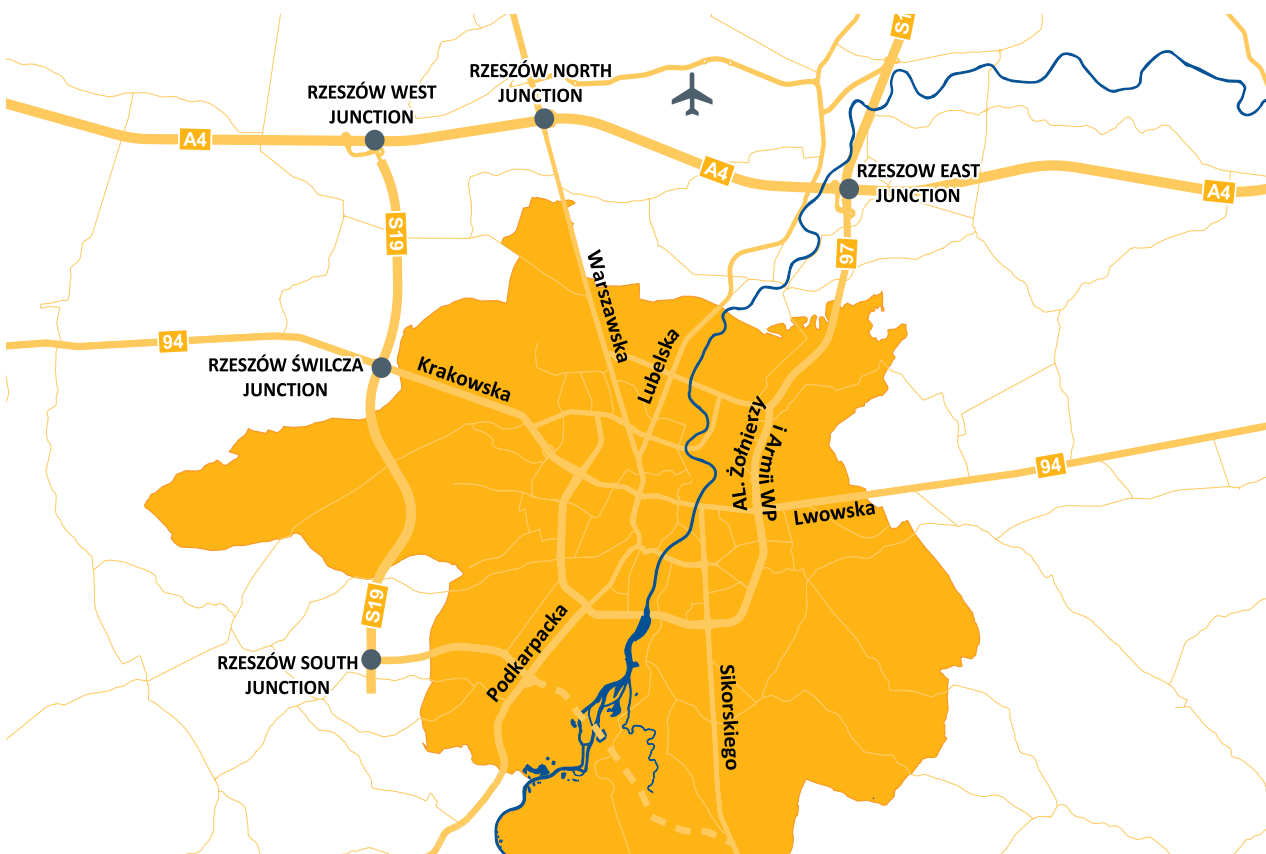 S1
RZESZÓW NORTH
JUNCTION
RZESZÓW WEST
JUNCTION
A4
A4
RZESZOW EAST
JUNCTION
A4
S19
97
Warszawska
94
Lubelska
RZESZÓW ŚWILCZA
JUNCTION
Krakowska
AL. Żołnierzy
i Armii WP
94
Lwowska
S19
Podkarpacka
RZESZÓW SOUTH
JUNCTION
Sikorskiego